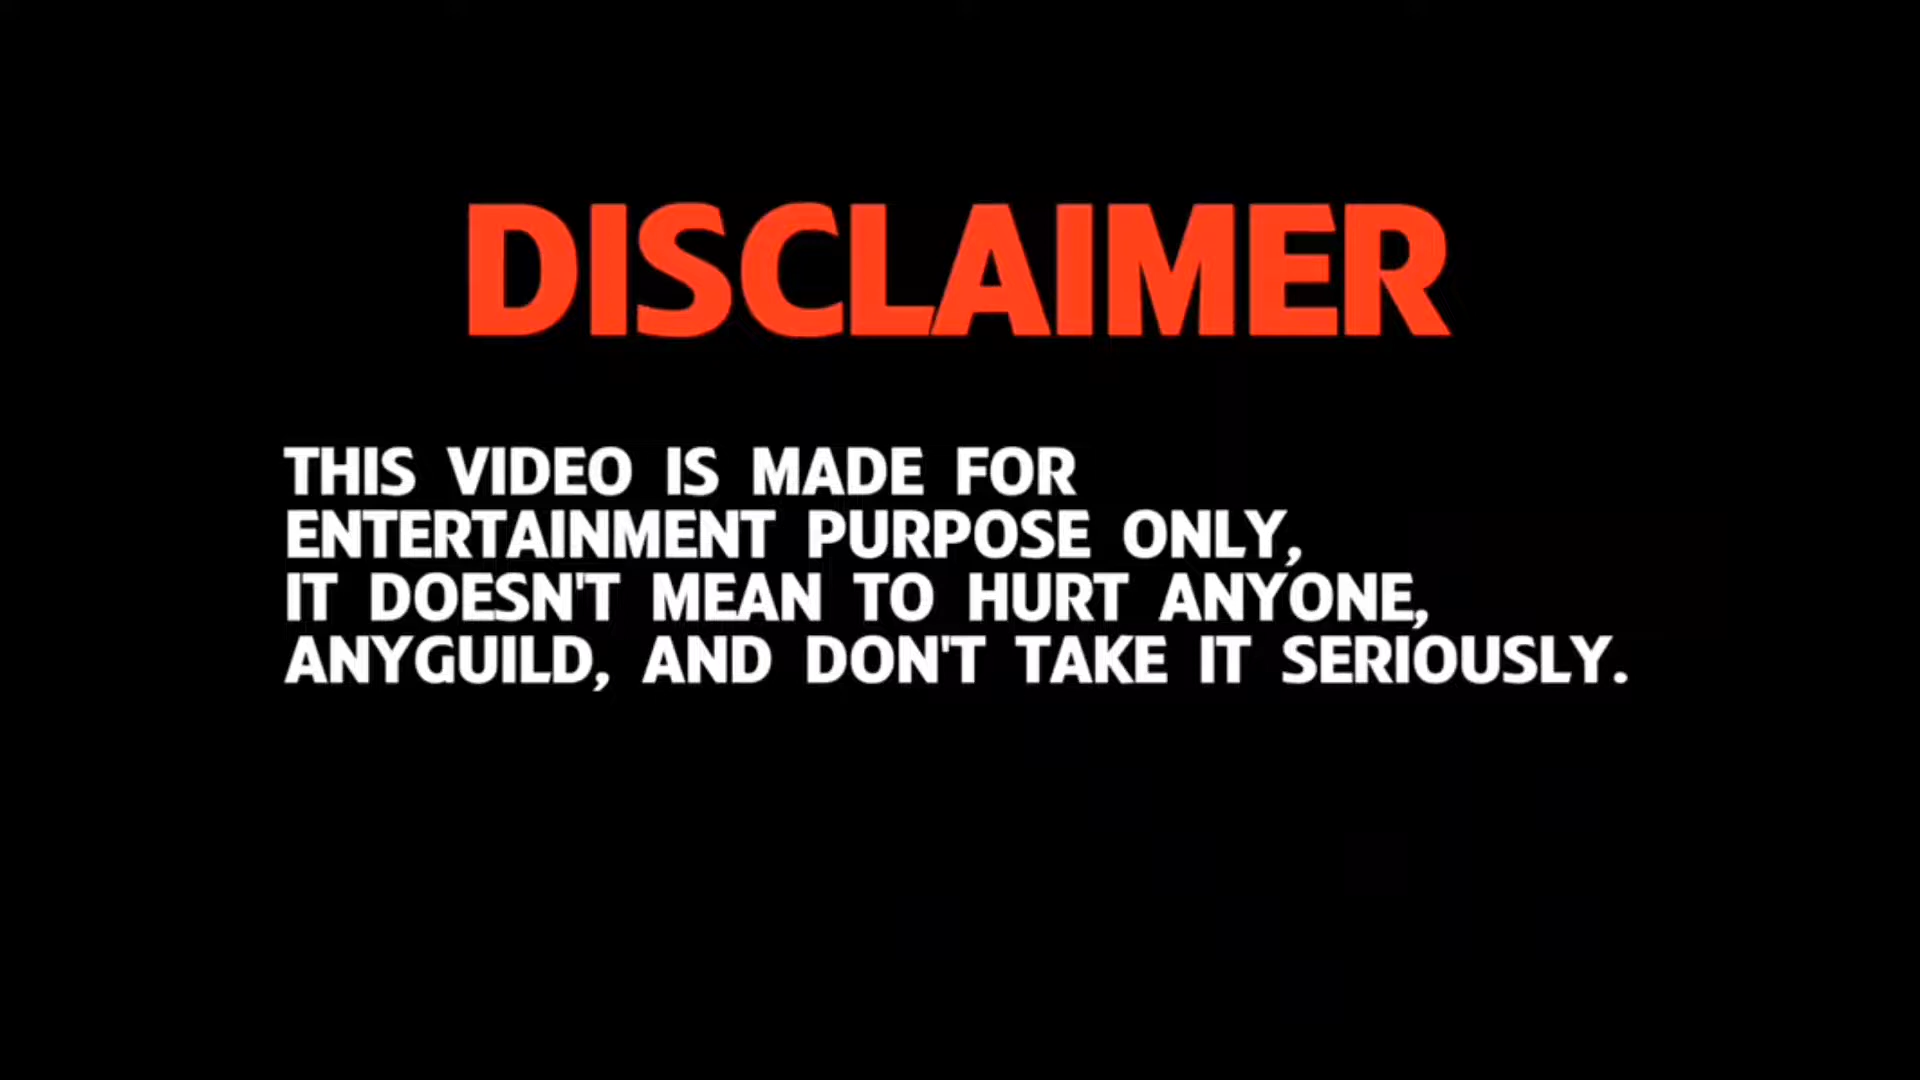 DISCLAIMER
THIS VIDEO IS MADE FOR
ENTERTAINMENT PURPOSE ONLY,
IT DOESN'T MEAN TO HURT ANYONE,
ANYGUILD, AND DON'T TAKE IT SERIOUSLY.